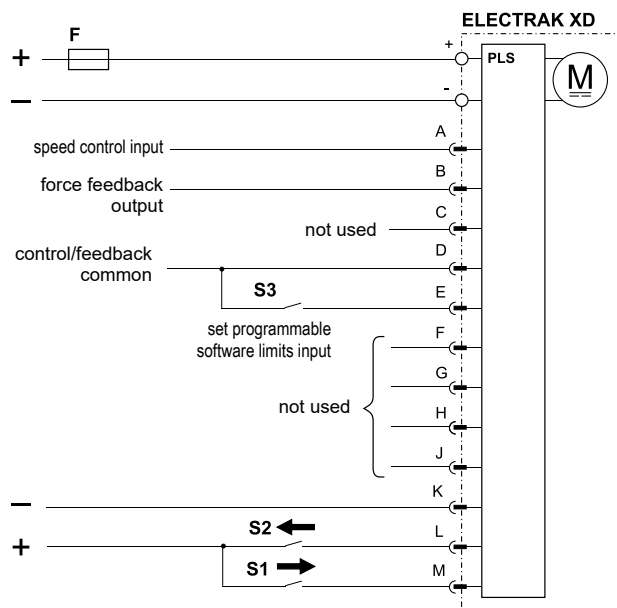 ELECTRAK XD
F
+
+
PLS
M
–
-
A
speed control input
B
force feedback
output
C
not used
D
control/feedback
common
E
S3
set programmable
software limits input
F
G
not used
H
J
K
–
S2
L
+
S1
M